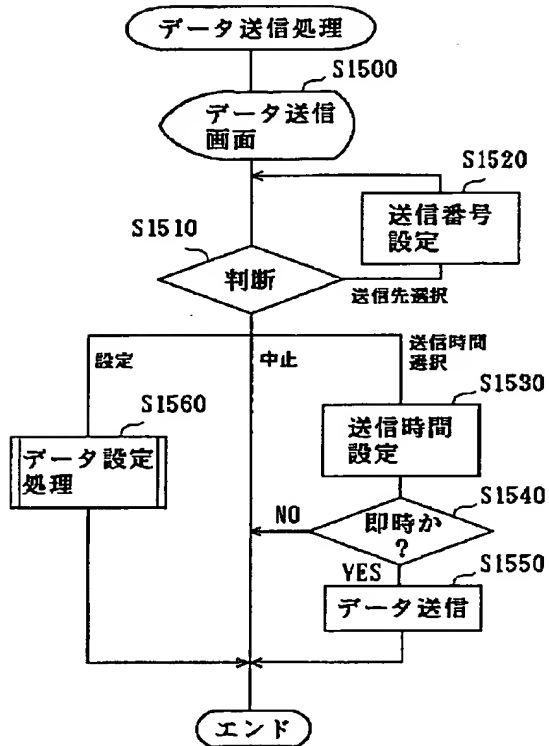 データ送信処理
S1500
データ送信
画面
S1520
送信番号
設定
S1510
判断
送信先選択
設定
中止
送信時間
選択
S1530
送信時間
設定
S1560
データ設定
処理
S1540
即時か
?
NO
YES
S1550
データ送信
エンド